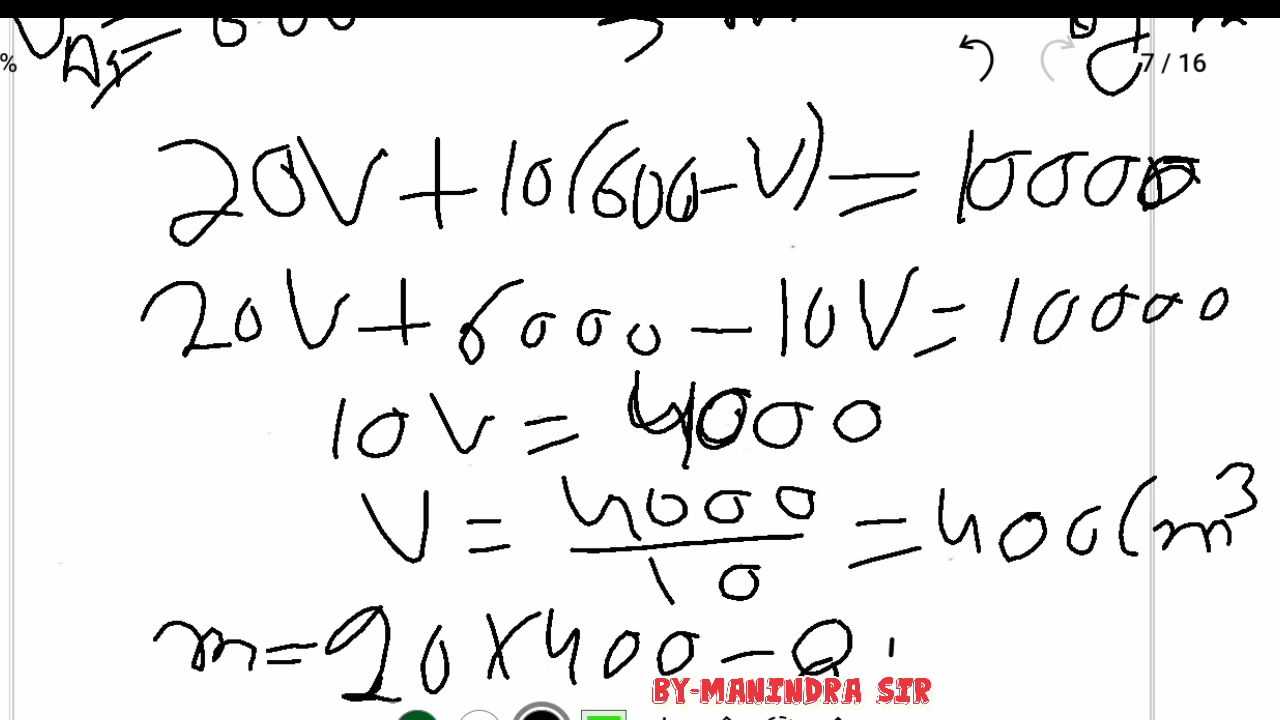 7 / 16
20V + 10(600 - V) = 10000
20V + 6000 - 10V = 10000
10V = 4000
V = 4000/10 = 400(m³
m = 20 x 400 -
BY-MANINDRA SIR